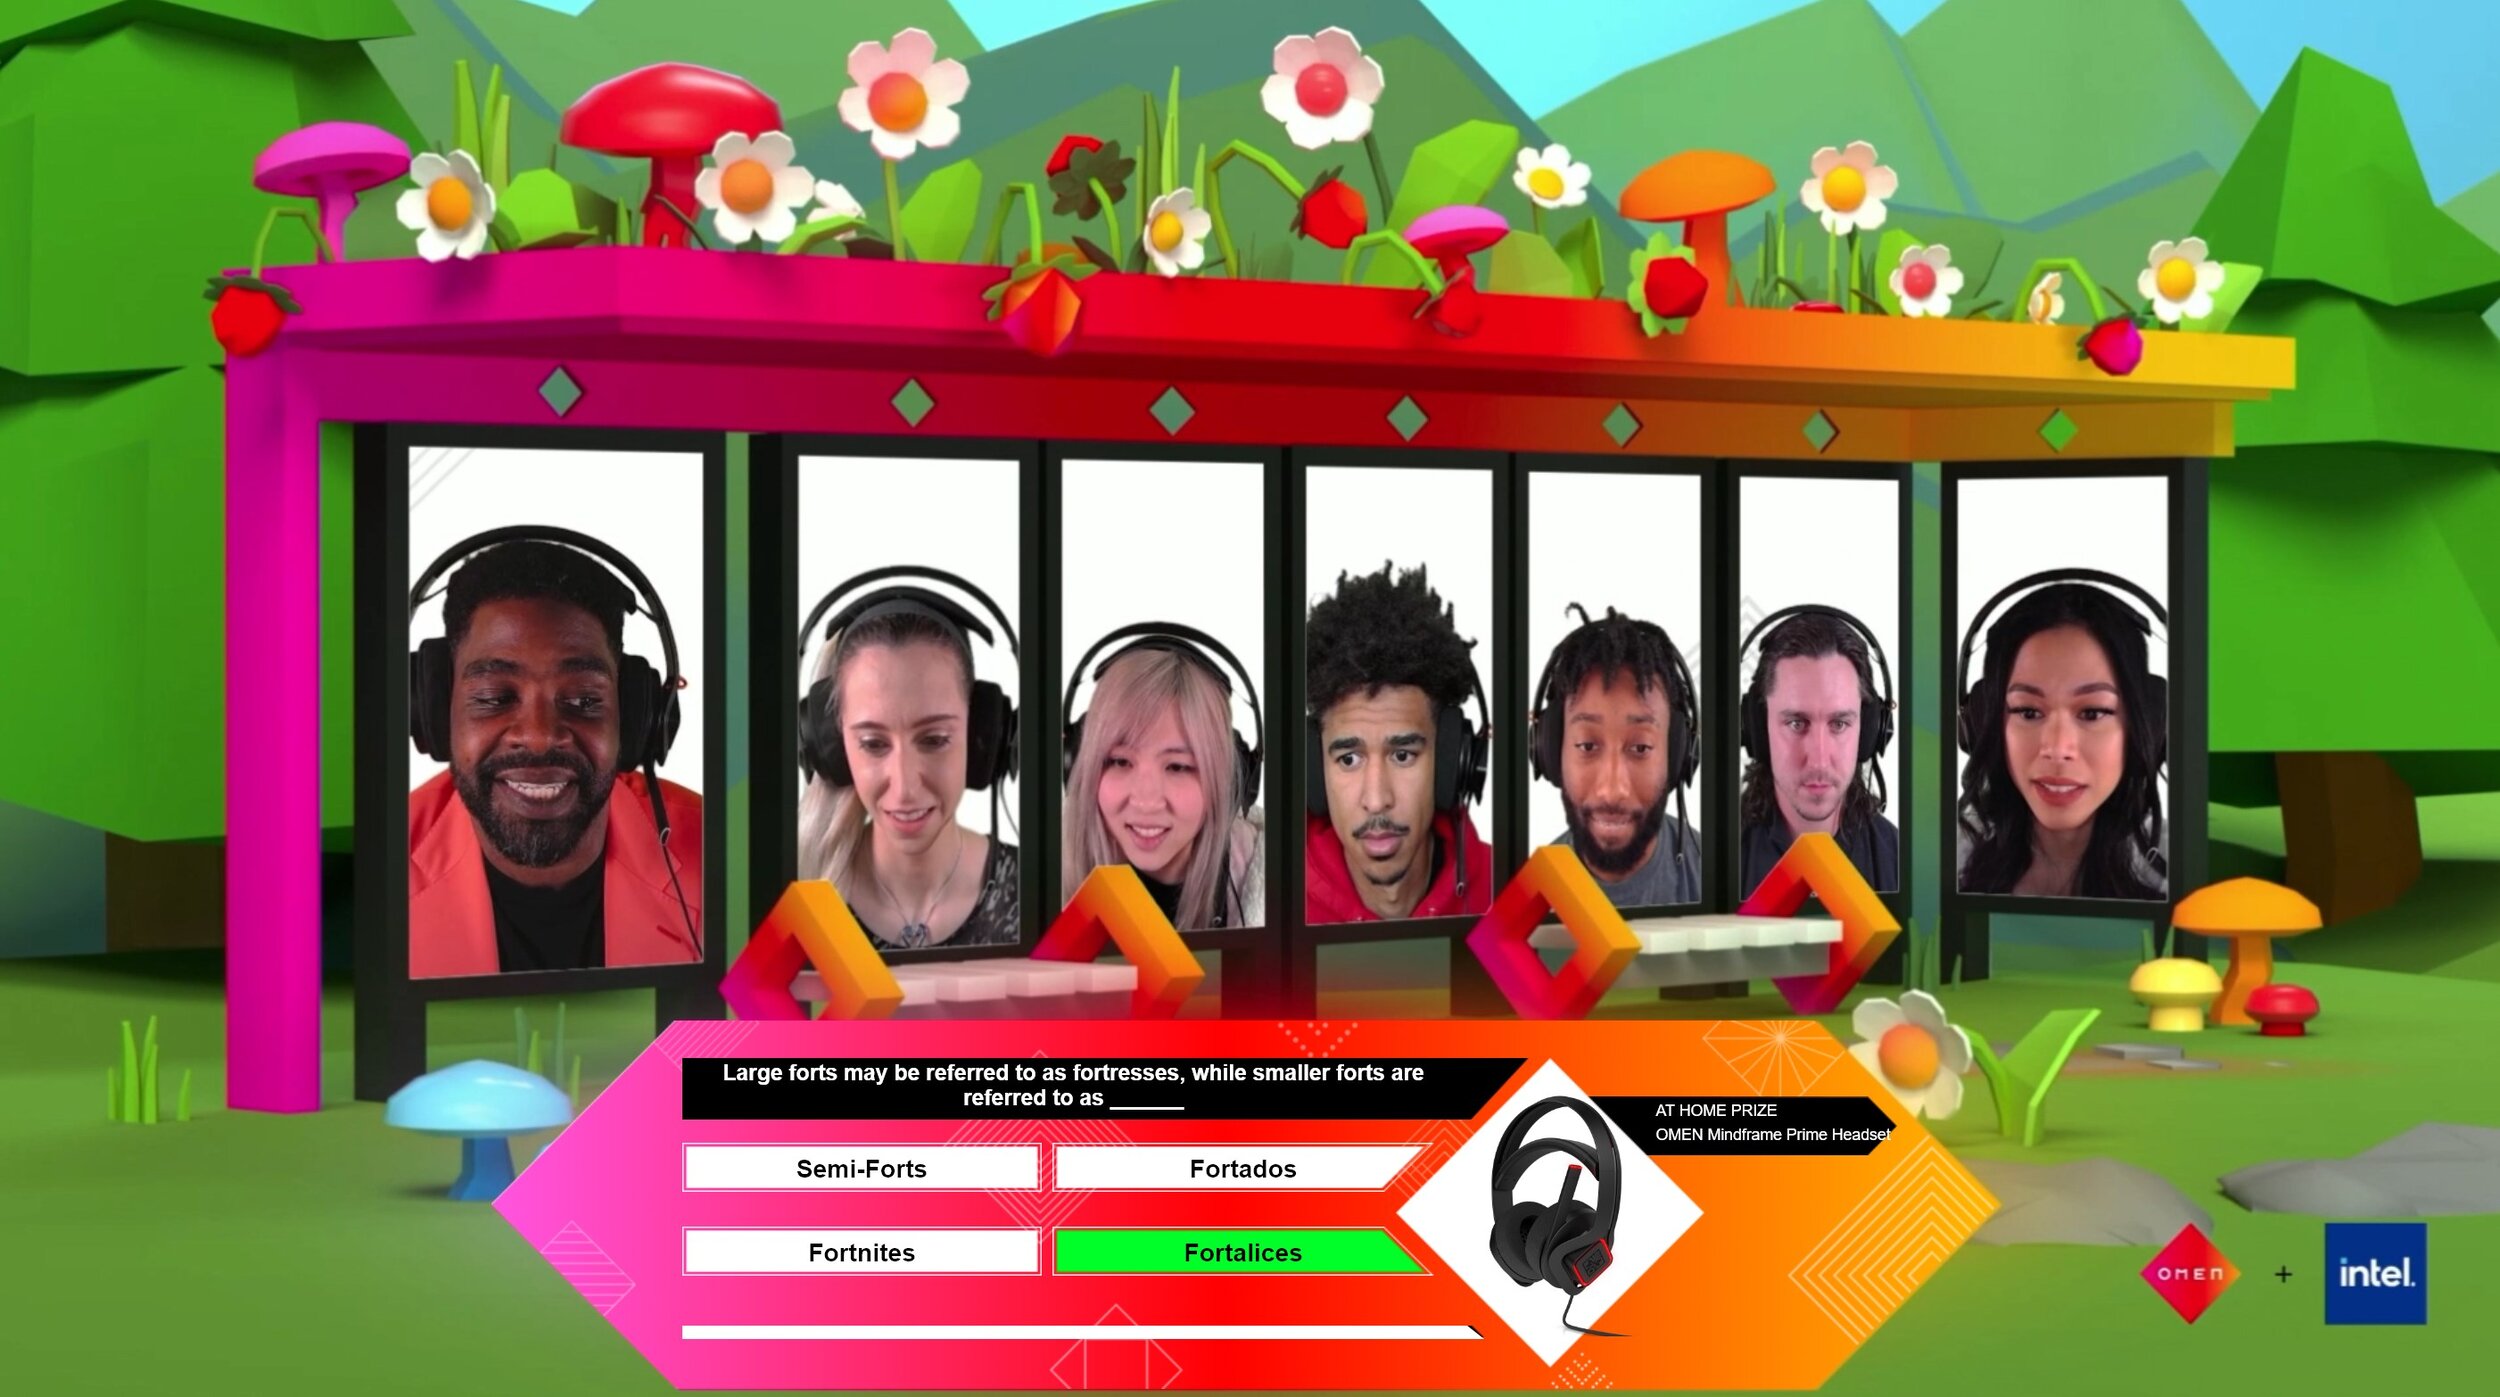 Large forts may be referred to as fortresses, while smaller forts are
referred to as ______
AT HOME PRIZE
OMEN Mindframe Prime Headset
Semi-Forts
Fortados
Fortnites
Fortalices
OMEN + intel.